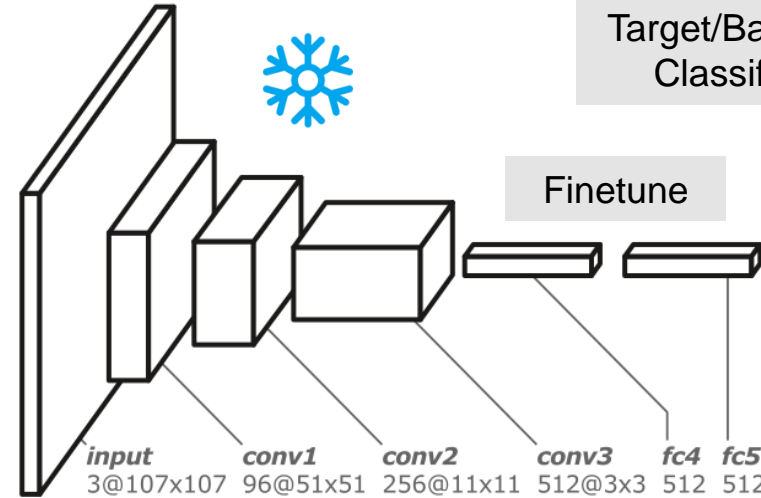 Target/Ba
Classif
Finetune
input conv1 conv2 conv3 fc4 fc5
3@107x107 96@51x51 256@11x11 512@3x3 512 512